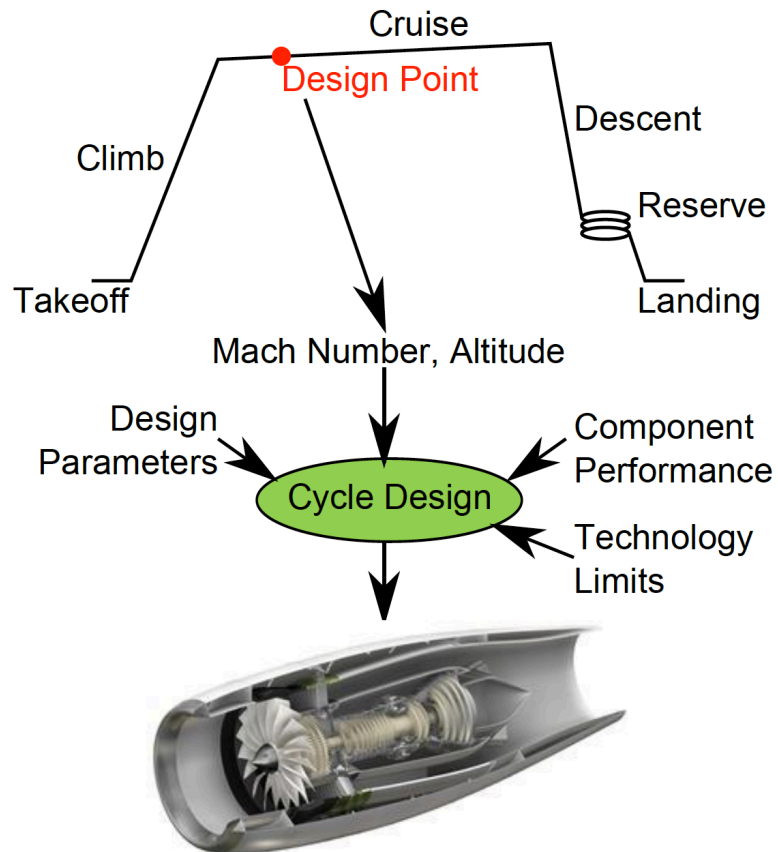 Cruise
Design Point
Climb
Descent
Reserve
Takeoff
Landing
Mach Number, Altitude
Design
Parameters
Component
Performance
Cycle Design
Technology
Limits